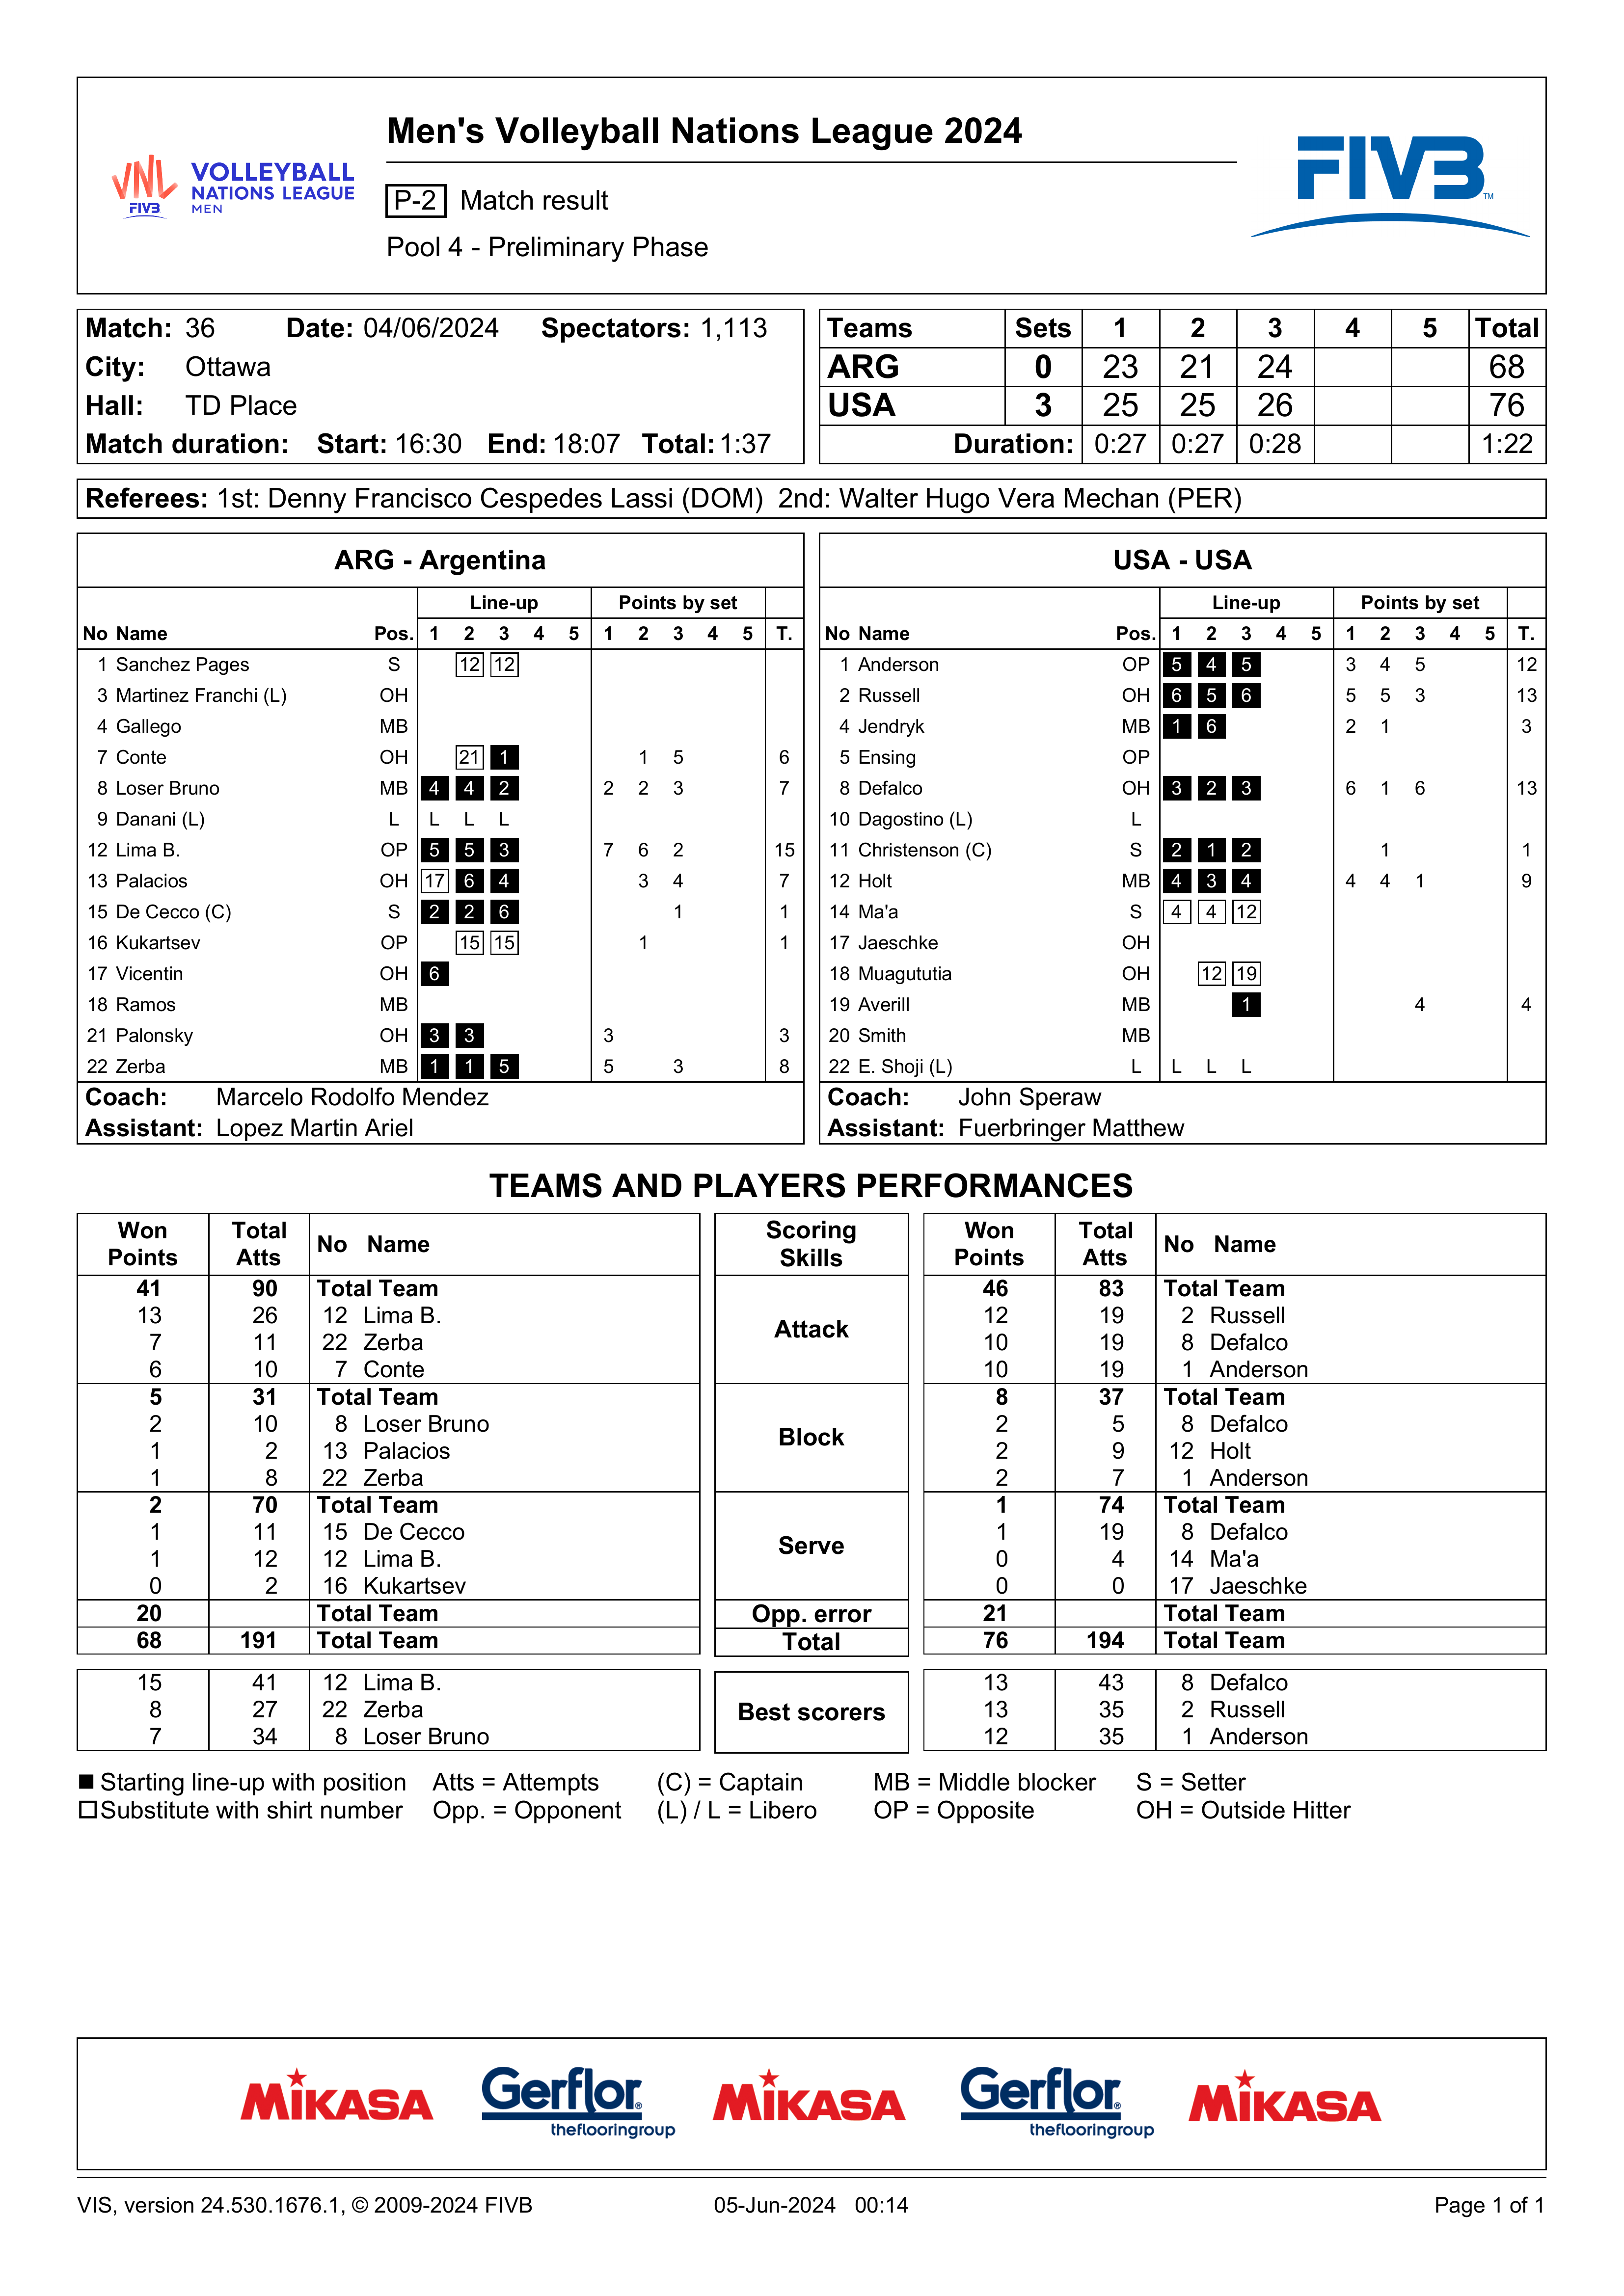 Men's Volleyball Nations League 2024
VNL FIVB VOLLEYBALL NATIONS LEAGUE MEN
P-2 Match result
Pool 4 - Preliminary Phase
FIVB TM
Match: 36 Date: 04/06/2024 Spectators: 1,113
City: Ottawa
Hall: TD Place
Match duration: Start: 16:30 End: 18:07 Total: 1:37
Teams Sets 1 2 3 4 5 Total
ARG 0 23 21 24 68
USA 3 25 25 26 76
Duration: 0:27 0:27 0:28 1:22
Referees: 1st: Denny Francisco Cespedes Lassi (DOM) 2nd: Walter Hugo Vera Mechan (PER)
ARG - Argentina
Line-up Points by set
No Name Pos. 1 2 3 4 5 1 2 3 4 5 T.
1 Sanchez Pages S 12 12
3 Martinez Franchi (L) OH
4 Gallego MB
7 Conte OH 21 1 1 5 6
8 Loser Bruno MB 4 4 2 2 2 3 7
9 Danani (L) L L L L
12 Lima B. OP 5 5 3 7 6 2 15
13 Palacios OH 17 6 4 3 4 7
15 De Cecco (C) S 2 2 6 1 1
16 Kukartsev OP 15 15 1 1
17 Vicentin OH 6
18 Ramos MB
21 Palonsky OH 3 3 3 3
22 Zerba MB 1 1 5 5 3 8
Coach: Marcelo Rodolfo Mendez
Assistant: Lopez Martin Ariel
USA - USA
Line-up Points by set
No Name Pos. 1 2 3 4 5 1 2 3 4 5 T.
1 Anderson OP 5 4 5 3 4 5 12
2 Russell OH 6 5 6 5 5 3 13
4 Jendryk MB 1 6 2 1 3
5 Ensing OP
8 Defalco OH 3 2 3 6 1 6 13
10 Dagostino (L) L
11 Christenson (C) S 2 1 2 1 1
12 Holt MB 4 3 4 4 4 1 9
14 Ma'a S 4 4 12
17 Jaeschke OH
18 Muagututia OH 12 19
19 Averill MB 1 4 4
20 Smith MB
22 E. Shoji (L) L L L L
Coach: John Speraw
Assistant: Fuerbringer Matthew
TEAMS AND PLAYERS PERFORMANCES
Won Points Total Atts No Name Scoring Skills Won Points Total Atts No Name
41 90 Total Team Attack 46 83 Total Team
13 26 12 Lima B. 12 19 2 Russell
7 11 22 Zerba 10 19 8 Defalco
6 10 7 Conte 10 19 1 Anderson
5 31 Total Team Block 8 37 Total Team
2 10 8 Loser Bruno 2 5 8 Defalco
1 2 13 Palacios 2 9 12 Holt
1 8 22 Zerba 2 7 1 Anderson
2 70 Total Team Serve 1 74 Total Team
1 11 15 De Cecco 1 19 8 Defalco
1 12 12 Lima B. 0 4 14 Ma'a
0 2 16 Kukartsev 0 0 17 Jaeschke
20 Total Team Opp. error 21 Total Team
68 191 Total Team Total 76 194 Total Team
15 41 12 Lima B. Best scorers 13 43 8 Defalco
8 27 22 Zerba 13 35 2 Russell
7 34 8 Loser Bruno 12 35 1 Anderson
■ Starting line-up with position Atts = Attempts (C) = Captain MB = Middle blocker S = Setter
□ Substitute with shirt number Opp. = Opponent (L) / L = Libero OP = Opposite OH = Outside Hitter
MIKASA Gerflor® theflooringgroup MIKASA Gerflor® theflooringgroup MIKASA
VIS, version 24.530.1676.1, © 2009-2024 FIVB 05-Jun-2024 00:14 Page 1 of 1